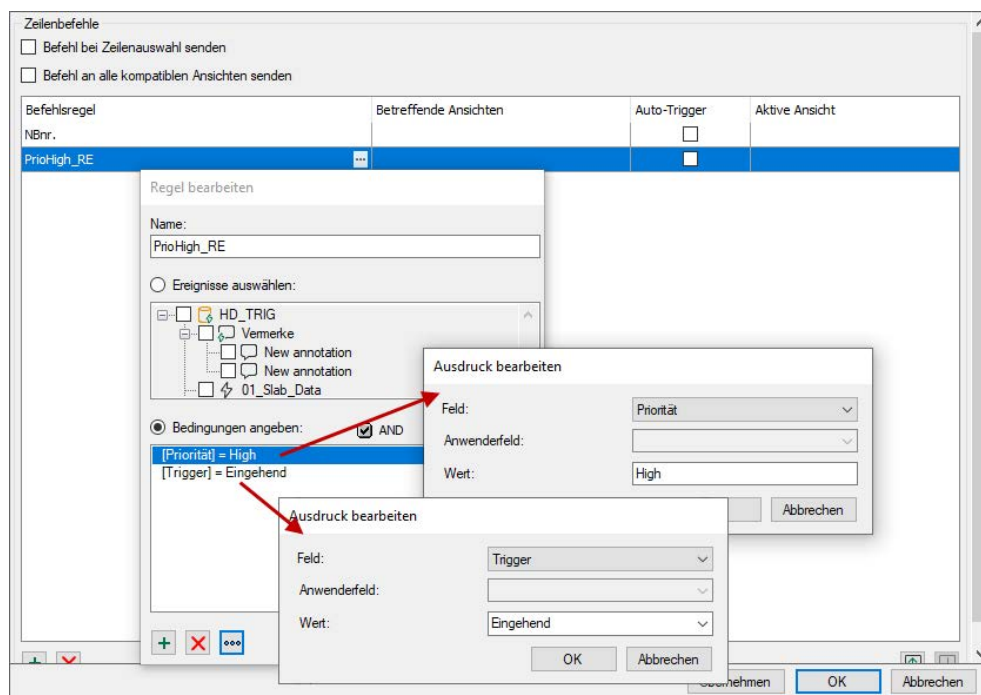 Zeilenbefehle
Befehl bei Zeilenauswahl senden
Befehl an alle kompatiblen Ansichten senden
Befehlsregel Betreffende Ansichten Auto-Trigger Aktive Ansicht
NBnr.
PrioHigh_RE
Regel bearbeiten
Name:
PrioHigh_RE
Ereignisse auswählen:
HD_TRIG
Vermerke
New annotation
New annotation
01_Slab_Data
Bedingungen angeben: AND
[Priorität] = High
[Trigger] = Eingehend
Ausdruck bearbeiten
Feld: Priorität
Anwenderfeld:
Wert: High
Abbrechen
Ausdruck bearbeiten
Feld: Trigger
Anwenderfeld:
Wert: Eingehend
OK Abbrechen
OK Abbrechen